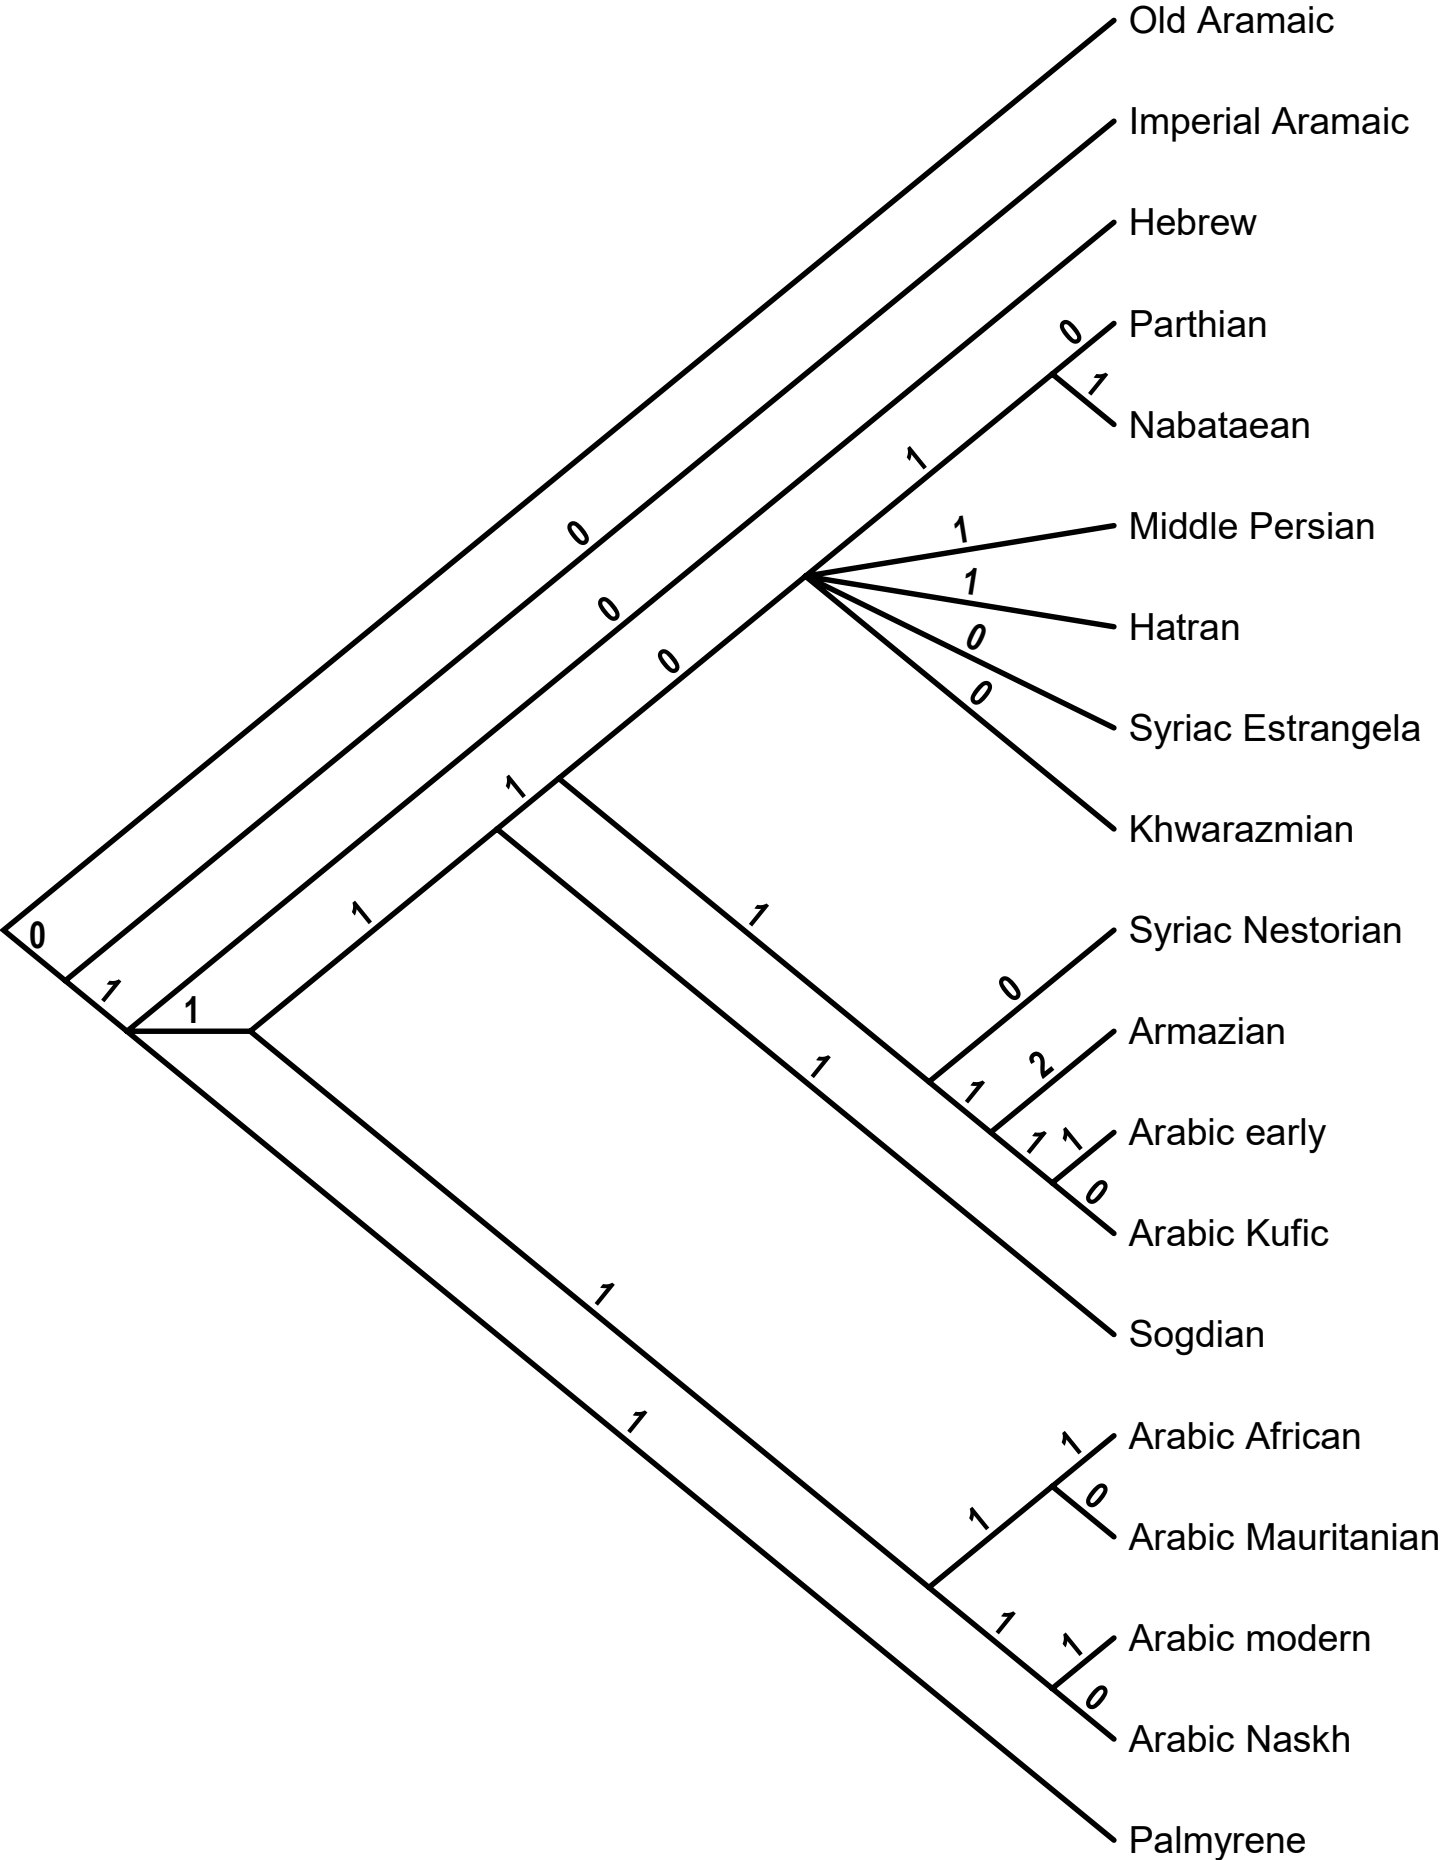 Old Aramaic
Imperial Aramaic
Hebrew
0
Parthian
1
Nabataean
1
1
Middle Persian
0
1
Hatran
0
0
0
Syriac Estrangela
0
1
Khwarazmian
1
1
0
Syriac Nestorian
0
1
1
0
Armazian
1
2
1
1
1
Arabic early
0
Arabic Kufic
1
Sogdian
1
1
Arabic African
0
1
Arabic Mauritanian
1
1
Arabic modern
0
Arabic Naskh
Palmyrene